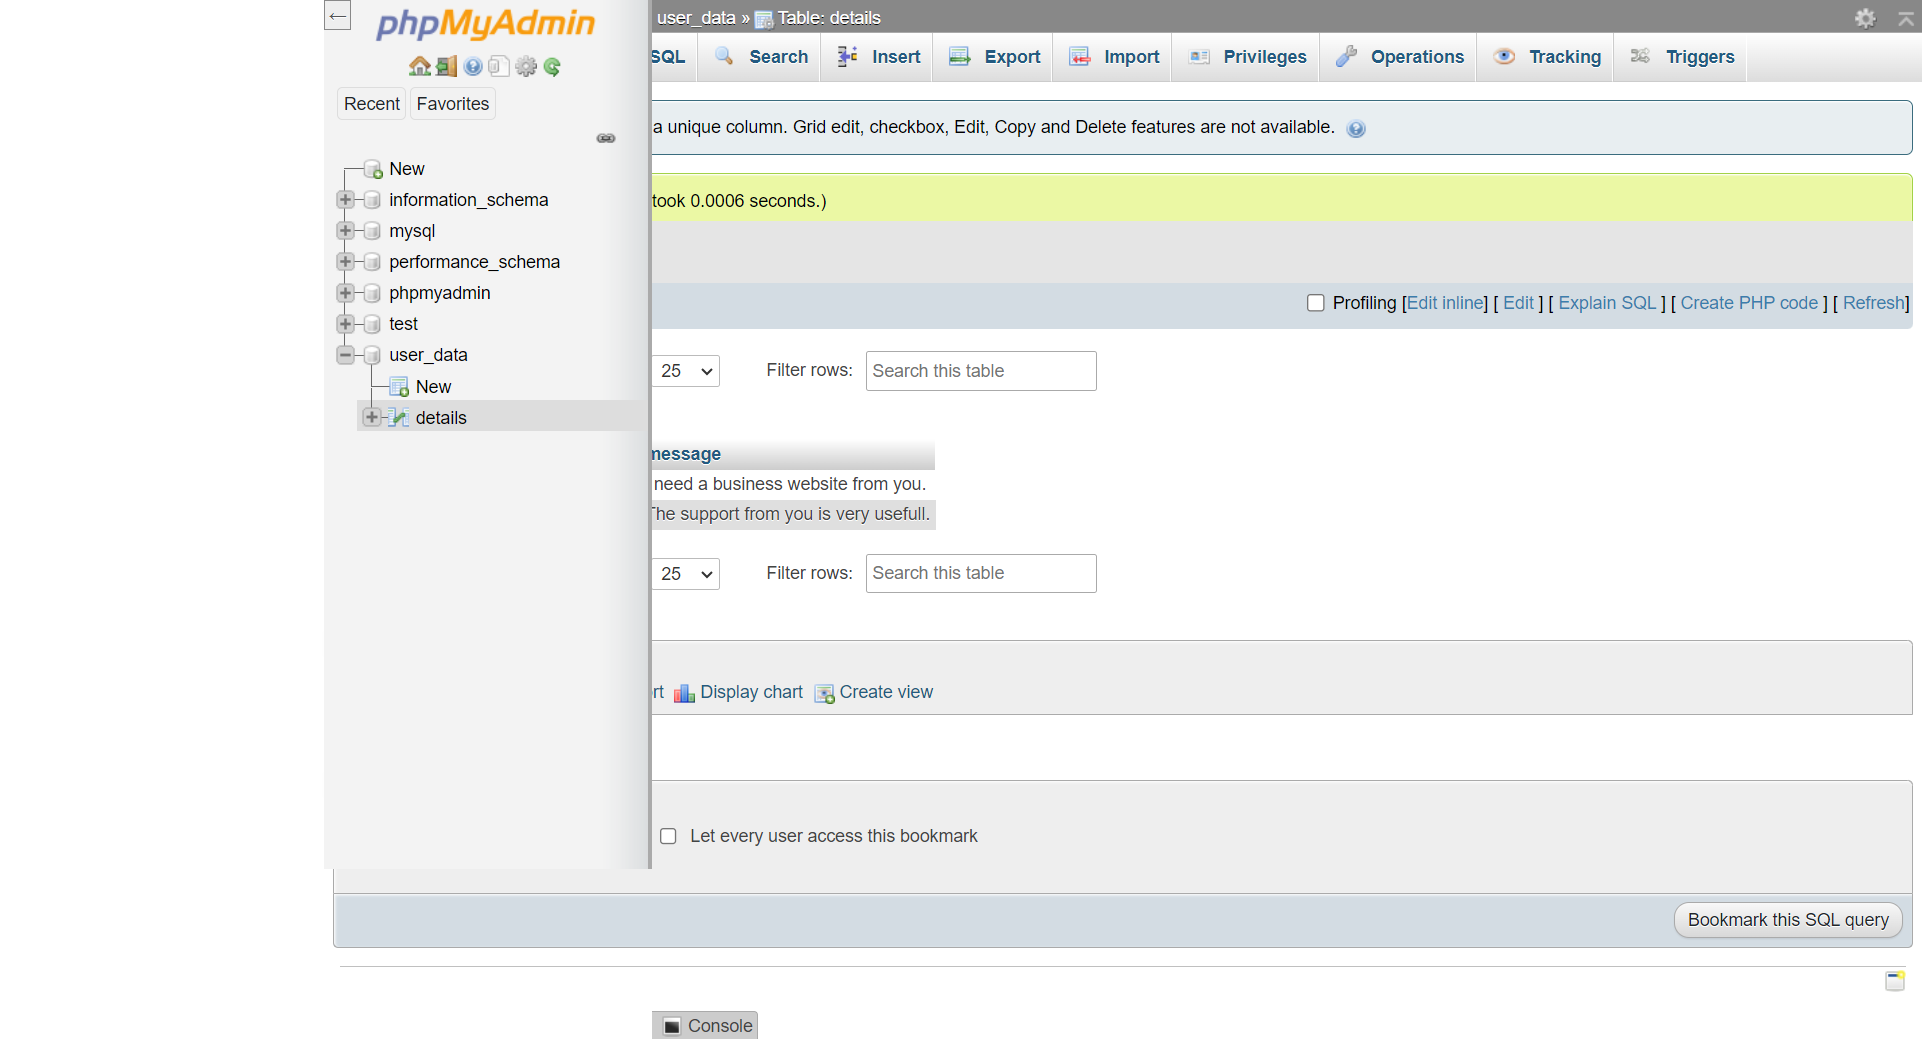 phpMyAdmin
Recent Favorites
New
information_schema
mysql
performance_schema
phpmyadmin
test
user_data
New
details
user_data » Table: details
SQL Search Insert Export Import Privileges Operations Tracking Triggers
a unique column. Grid edit, checkbox, Edit, Copy and Delete features are not available.
took 0.0006 seconds.)
Profiling [Edit inline] [ Edit ] [ Explain SQL ] [ Create PHP code ] [ Refresh]
25 Filter rows: Search this table
message
need a business website from you.
The support from you is very usefull.
25 Filter rows: Search this table
rt Display chart Create view
Let every user access this bookmark
Bookmark this SQL query
Console